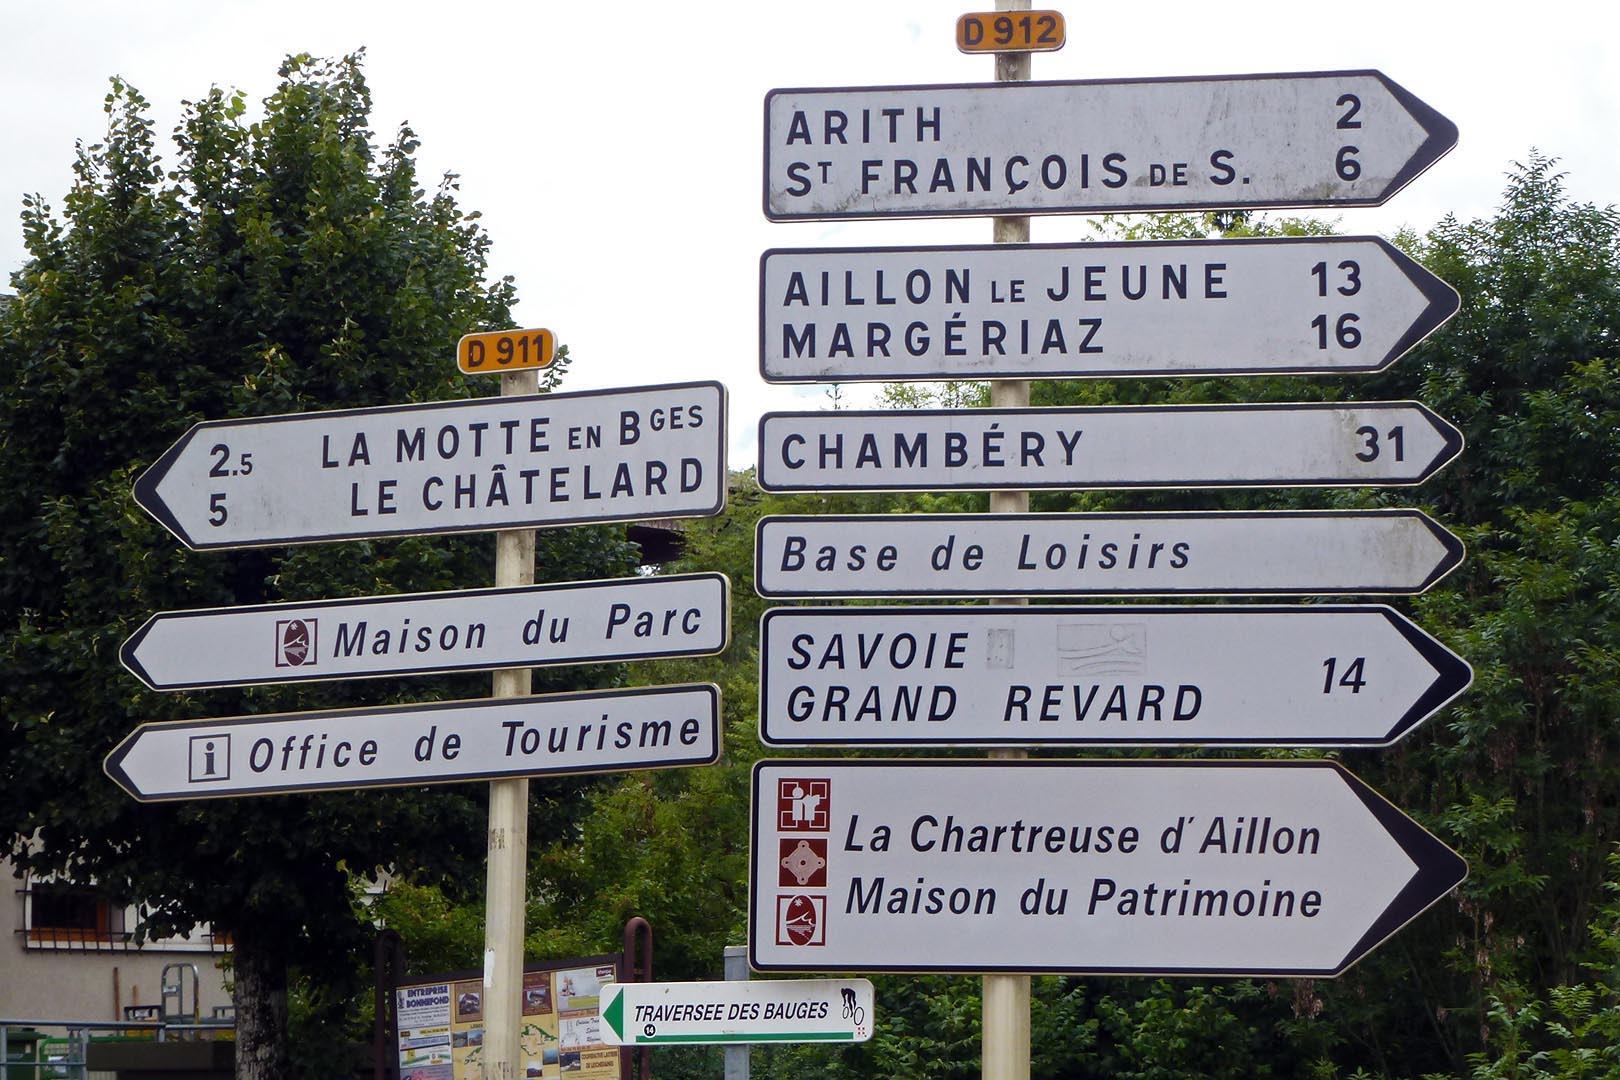 D 912
ARITH 2
ST FRANÇOIS DE S. 6
AILLON LE JEUNE 13
MARGÉRIAZ 16
CHAMBÉRY 31
Base de Loisirs
SAVOIE
GRAND REVARD 14
ir
La Chartreuse d'Aillon
Maison du Patrimoine
D 911
2.5 LA MOTTE EN BGES
5 LE CHÂTELARD
Maison du Parc
i Office de Tourisme
TRAVERSEE DES BAUGES
14
ENTREPRISE
BONNEFOND